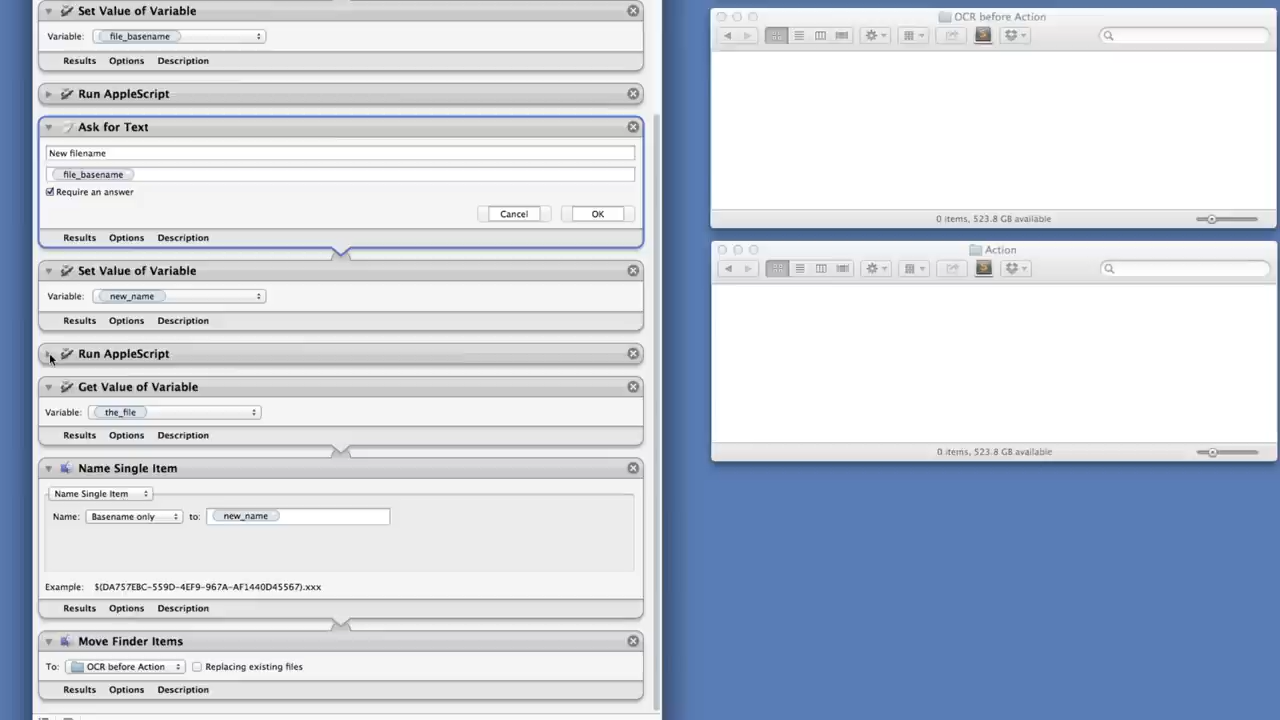 Set Value of Variable
Variable: file_basename
Results Options Description
Run AppleScript
Ask for Text
New filename
file_basename
Require an answer
Cancel OK
Results Options Description
Set Value of Variable
Variable: new_name
Results Options Description
Run AppleScript
Get Value of Variable
Variable: the_file
Results Options Description
Name Single Item
Name Single Item
Name: Basename only to: new_name
Example: $(DA757EBC-559D-4EF9-967A-AF1440D45567).xxx
Results Options Description
Move Finder Items
To: OCR before Action Replacing existing files
Results Options Description
OCR before Action
0 items, 523.8 GB available
Action
0 items, 523.8 GB available